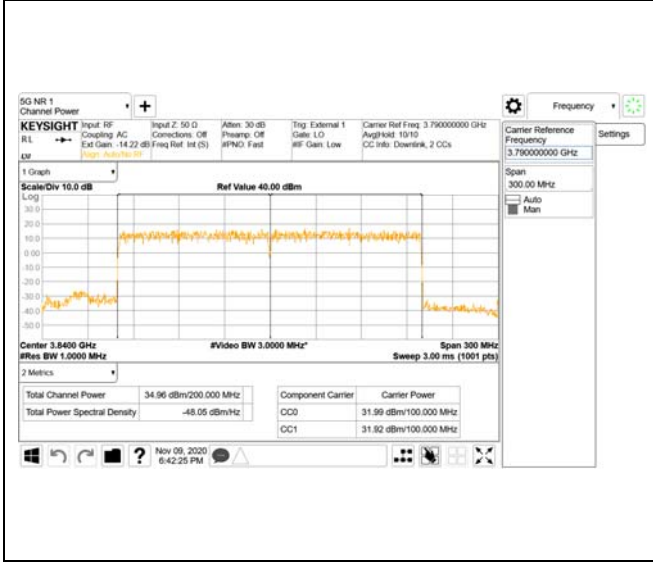 5G NR 1
Channel Power
Frequency
KEYSIGHT
Input: RF
Coupling: AC
Ext Gain: -14.22 dB
Align: Auto/No RF
Input Z: 50 Ω
Corrections: Off
Freq Ref: Int (S)
Atten: 30 dB
Preamp: Off
#PNO: Fast
Trig: External 1
Gate: LO
#IF Gain: Low
Carrier Ref Freq: 3.790000000 GHz
Avg|Hold: 10/10
CC Info: Downlink, 2 CCs
R L
Carrier Reference
Frequency
3.790000000 GHz
Settings
Span
300.00 MHz
Auto
Man
1 Graph
Scale/Div 10.0 dB
Ref Value 40.00 dBm
Log
30.0
20.0
10.0
0.00
-10.0
-20.0
-30.0
-40.0
-50.0
Center 3.8400 GHz
#Video BW 3.0000 MHz*
Span 300 MHz
#Res BW 1.0000 MHz
Sweep 3.00 ms (1001 pts)
2 Metrics
Total Channel Power 34.96 dBm/200.000 MHz
Total Power Spectral Density -48.05 dBm/Hz
Component Carrier Carrier Power
CC0 31.99 dBm/100.000 MHz
CC1 31.92 dBm/100.000 MHz
Nov 09, 2020
6:42:25 PM